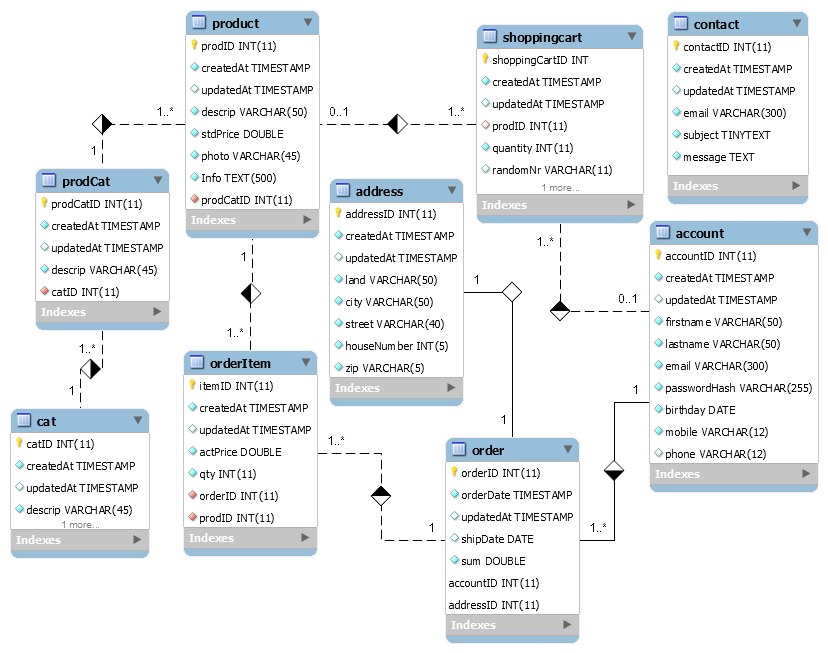 product
prodID INT(11)
createdAt TIMESTAMP
updatedAt TIMESTAMP
descrip VARCHAR(50)
stdPrice DOUBLE
photo VARCHAR(45)
Info TEXT(500)
prodCatID INT(11)
Indexes
shoppingcart
shoppingCartID INT
createdAt TIMESTAMP
updatedAt TIMESTAMP
prodID INT(11)
quantity INT(11)
randomNr VARCHAR(11)
1 more...
Indexes
contact
contactID INT(11)
createdAt TIMESTAMP
updatedAt TIMESTAMP
email VARCHAR(300)
subject TINYTEXT
message TEXT
Indexes
1..*
0..1
1..*
1
prodCat
prodCatID INT(11)
createdAt TIMESTAMP
updatedAt TIMESTAMP
descrip VARCHAR(45)
catID INT(11)
Indexes
address
addressID INT(11)
createdAt TIMESTAMP
updatedAt TIMESTAMP
land VARCHAR(50)
city VARCHAR(50)
street VARCHAR(40)
houseNumber INT(5)
zip VARCHAR(5)
Indexes
account
accountID INT(11)
createdAt TIMESTAMP
updatedAt TIMESTAMP
firstname VARCHAR(50)
lastname VARCHAR(50)
email VARCHAR(300)
passwordHash VARCHAR(255)
birthday DATE
mobile VARCHAR(12)
phone VARCHAR(12)
Indexes
1..*
1
1
0..1
1..*
1..*
1
1
orderItem
itemID INT(11)
createdAt TIMESTAMP
updatedAt TIMESTAMP
actPrice DOUBLE
qty INT(11)
orderID INT(11)
prodID INT(11)
Indexes
cat
catID INT(11)
createdAt TIMESTAMP
updatedAt TIMESTAMP
descrip VARCHAR(45)
1 more...
Indexes
1
1..*
1
1..*
order
orderID INT(11)
orderDate TIMESTAMP
updatedAt TIMESTAMP
shipDate DATE
sum DOUBLE
accountID INT(11)
addressID INT(11)
Indexes